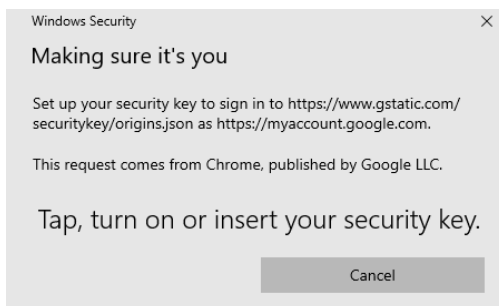 Windows Security
Making sure it's you
Set up your security key to sign in to https://www.gstatic.com/
securitykey/origins.json as https://myaccount.google.com.
This request comes from Chrome, published by Google LLC.
Tap, turn on or insert your security key.
Cancel